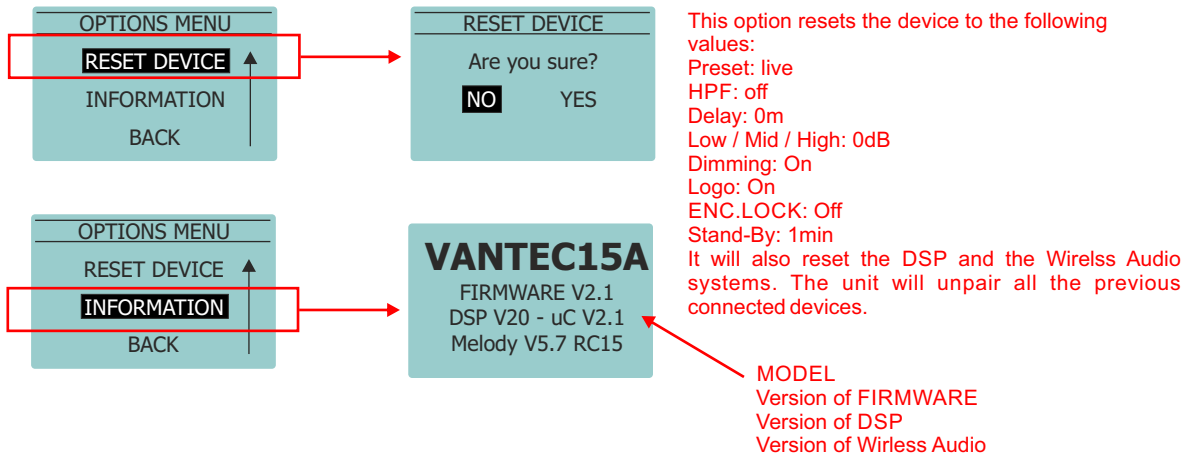 OPTIONS MENU
RESET DEVICE
INFORMATION
BACK
RESET DEVICE
Are you sure?
NO YES
This option resets the device to the following
values:
Preset: live
HPF: off
Delay: 0m
Low / Mid / High: 0dB
Dimming: On
Logo: On
ENC.LOCK: Off
Stand-By: 1min
It will also reset the DSP and the Wirelss Audio
systems. The unit will unpair all the previous
connected devices.
OPTIONS MENU
RESET DEVICE
INFORMATION
BACK
VANTEC15A
FIRMWARE V2.1
DSP V20 - uC V2.1
Melody V5.7 RC15
MODEL
Version of FIRMWARE
Version of DSP
Version of Wirless Audio